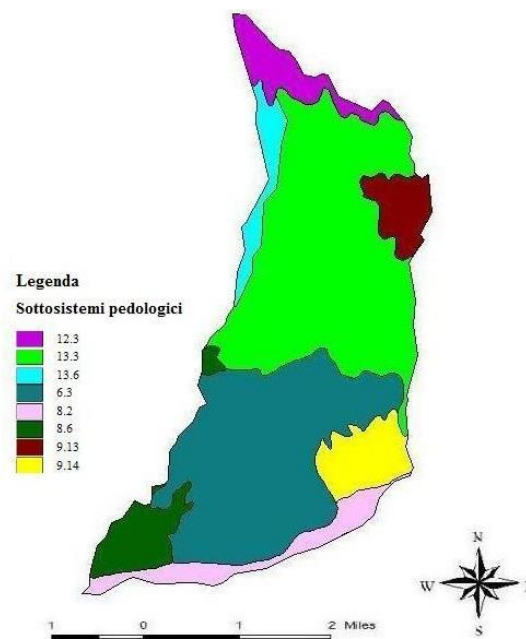 Legenda
Sottosistemi pedologici
12.3
13.3
13.6
6.3
8.2
8.6
9.13
9.14
N
W
S
1 0 1 2 Miles